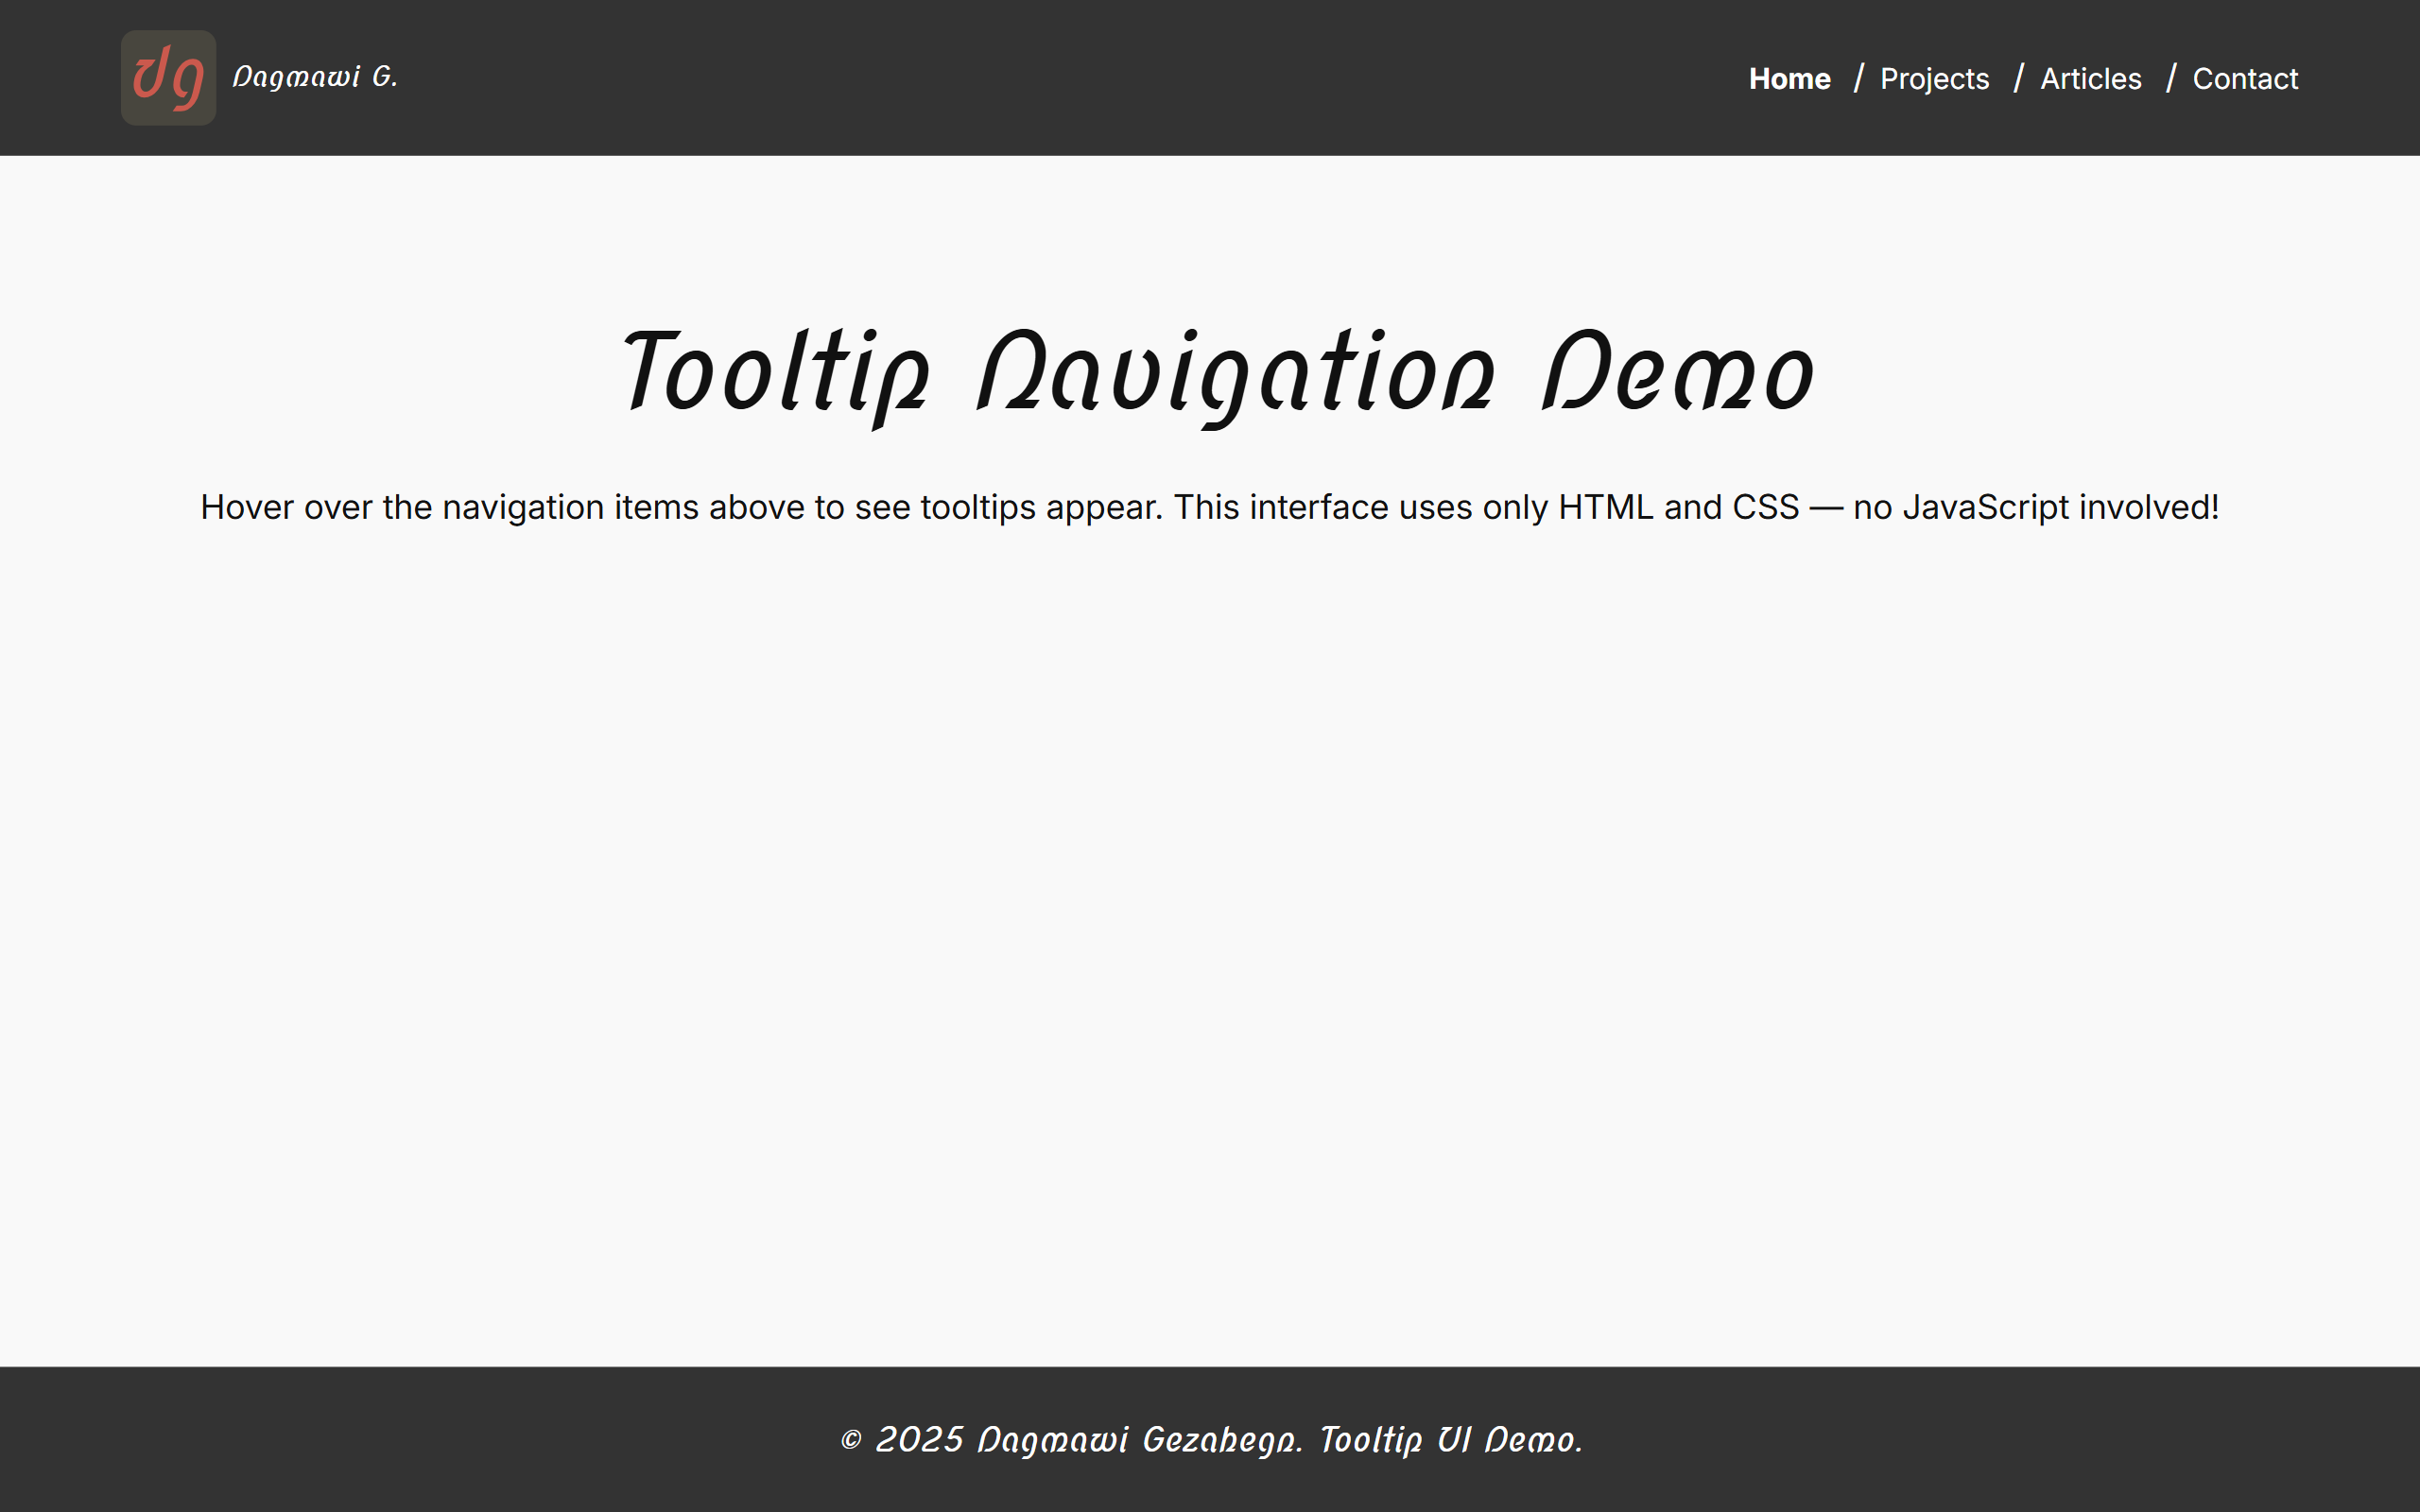 dg Dagmawi G.
Home / Projects / Articles / Contact
Tooltip Navigation Demo
Hover over the navigation items above to see tooltips appear. This interface uses only HTML and CSS — no JavaScript involved!
© 2025 Dagmawi Gezahegn. Tooltip UI Demo.